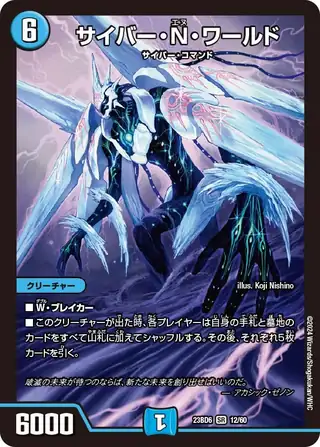 6
サイバー・N・ワールド
エヌ
サイバー・コマンド
illus. Koji Nishino
クリーチャー
■W・ブレイカー
■このクリーチャーが出た時、各プレイヤーは自身の手札と墓地の
カードをすべて山札に加えてシャッフルする。その後、それぞれ5枚
カードを引く。
破滅の未来が待つのならば、新たな未来を創り出せばいいのだ。
— アカシック・ゼノン
©2024 Wizards/Shogakukan/WHC
6000
1
23BD6 SR 12/60